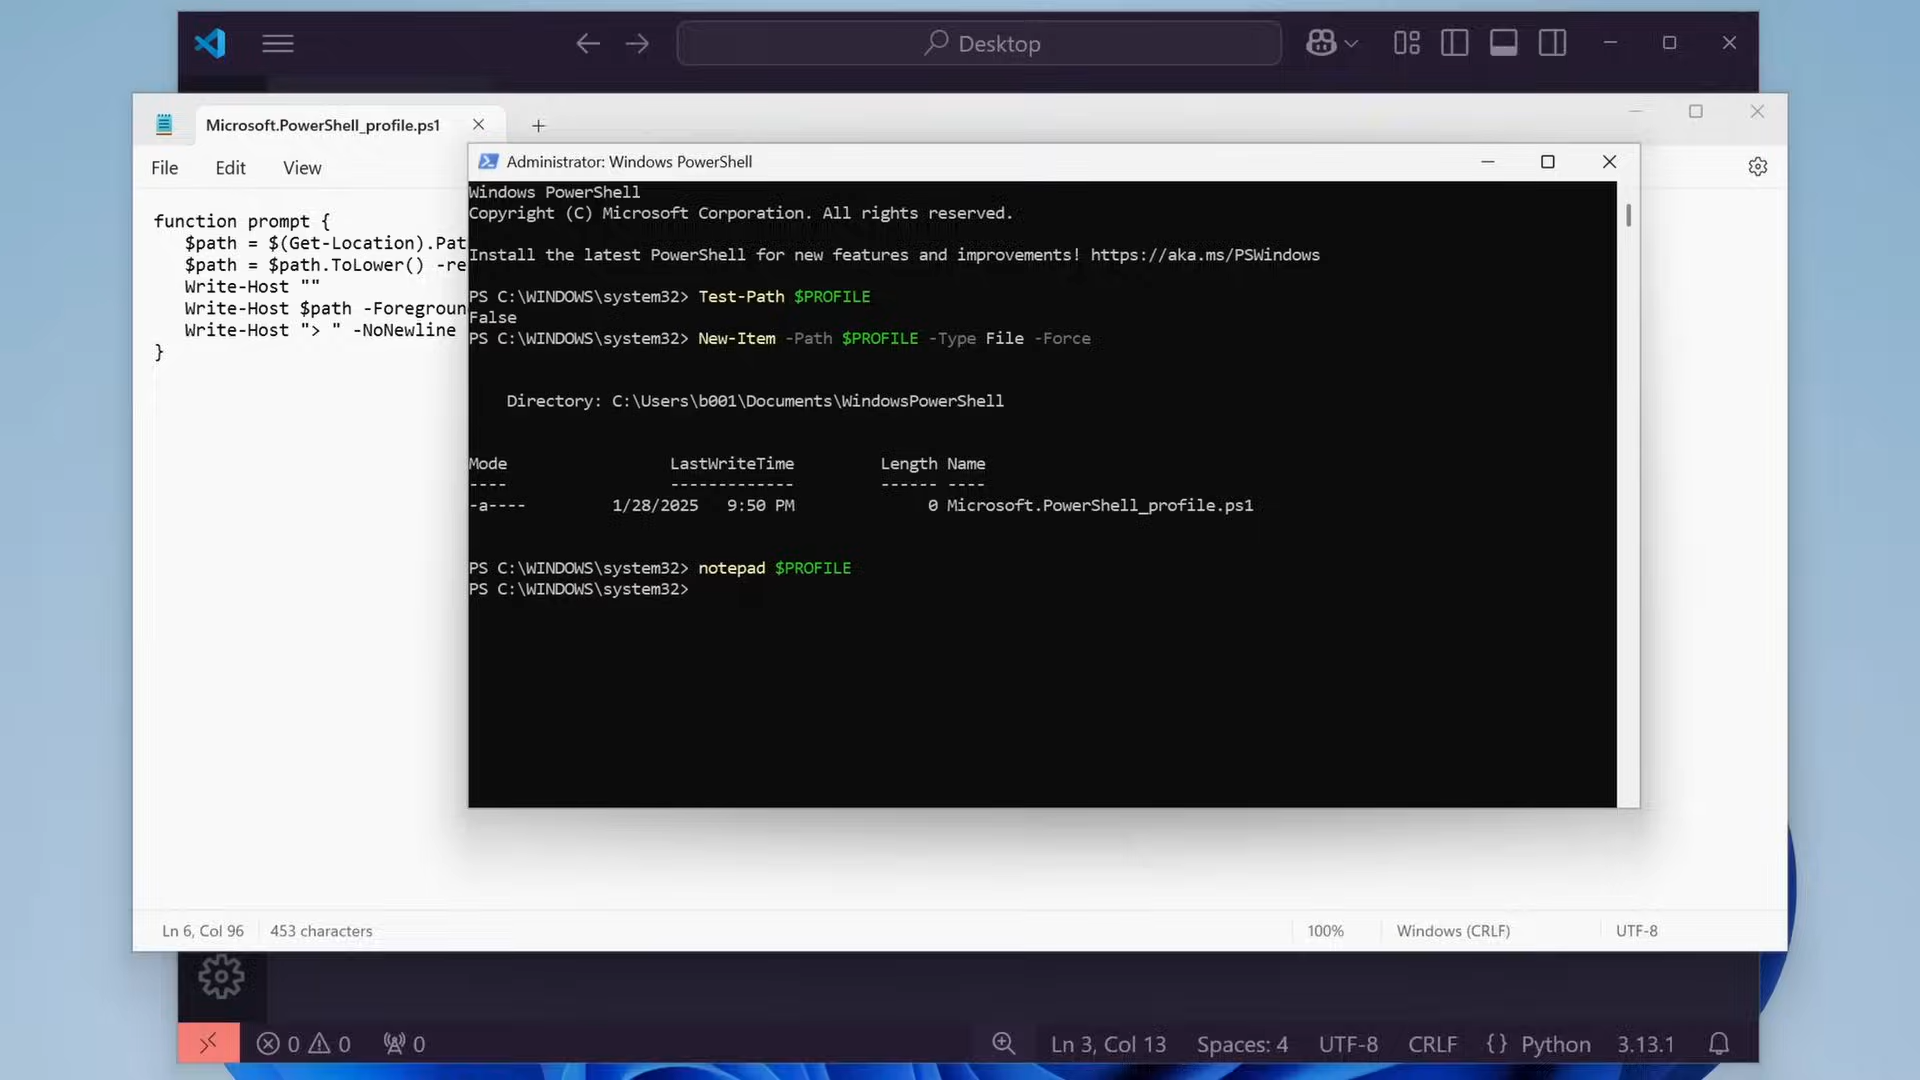 Desktop
Microsoft.PowerShell_profile.ps1
File Edit View
function prompt {
$path = $(Get-Location).Pat
$path = $path.ToLower() -re
Write-Host ""
Write-Host $path -Foregroun
Write-Host "> " -NoNewline
}
Administrator: Windows PowerShell
Windows PowerShell
Copyright (C) Microsoft Corporation. All rights reserved.
Install the latest PowerShell for new features and improvements! https://aka.ms/PSWindows
PS C:\WINDOWS\system32> Test-Path $PROFILE
False
PS C:\WINDOWS\system32> New-Item -Path $PROFILE -Type File -Force
Directory: C:\Users\b001\Documents\WindowsPowerShell
Mode LastWriteTime Length Name
---- ------------- ------ ----
-a---- 1/28/2025 9:50 PM 0 Microsoft.PowerShell_profile.ps1
PS C:\WINDOWS\system32> notepad $PROFILE
PS C:\WINDOWS\system32>
Ln 6, Col 96 453 characters 100% Windows (CRLF) UTF-8
0 0 0 Ln 3, Col 13 Spaces: 4 UTF-8 CRLF {} Python 3.13.1